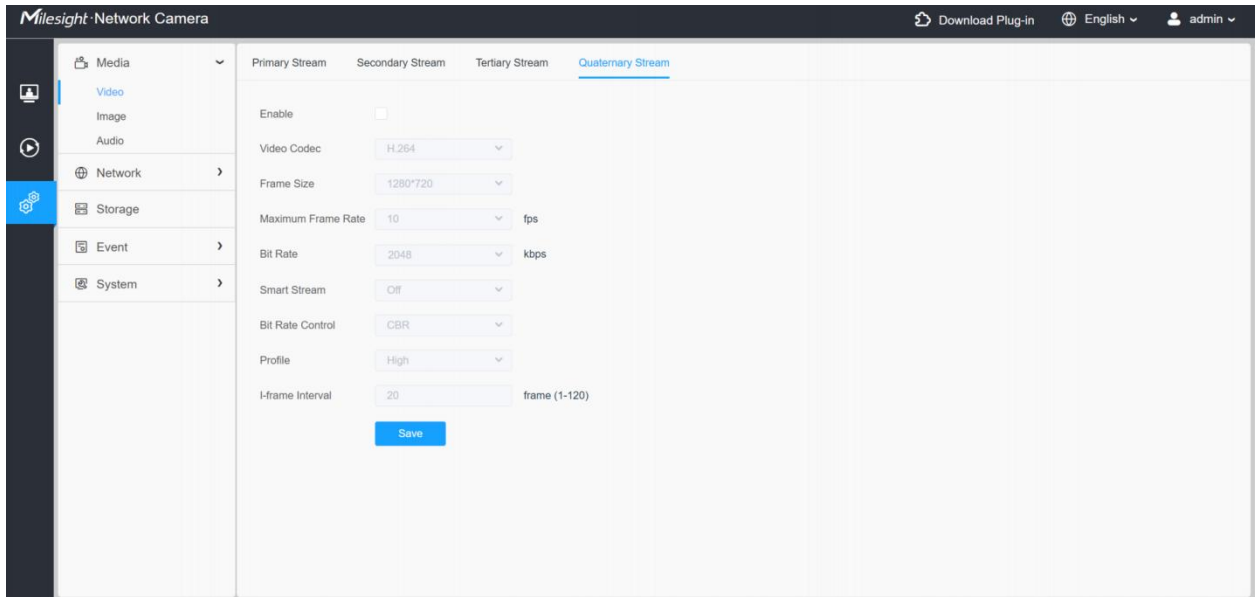 Milesight·Network Camera
Download Plug-in
English
admin
Media
Video
Image
Audio
Network
Storage
Event
System
Primary Stream Secondary Stream Tertiary Stream Quaternary Stream
Enable
Video Codec H.264
Frame Size 1280*720
Maximum Frame Rate 10 fps
Bit Rate 2048 kbps
Smart Stream Off
Bit Rate Control CBR
Profile High
I-frame Interval 20 frame (1-120)
Save